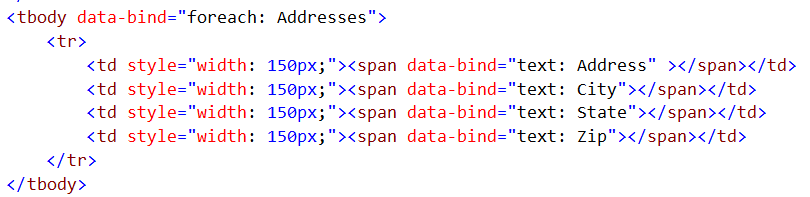 <tbody data-bind="foreach: Addresses">
    <tr>
        <td style="width: 150px;"><span data-bind="text: Address" ></span></td>
        <td style="width: 150px;"><span data-bind="text: City"></span></td>
        <td style="width: 150px;"><span data-bind="text: State"></span></td>
        <td style="width: 150px;"><span data-bind="text: Zip"></span></td>
    </tr>
</tbody>